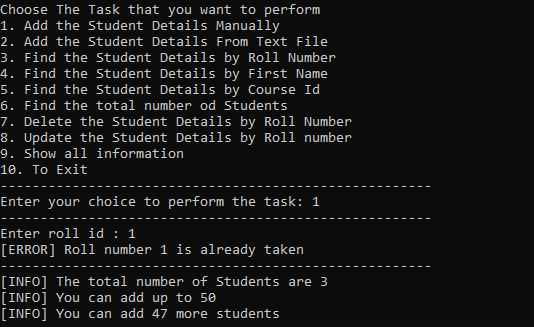 Choose The Task that you want to perform
1. Add the Student Details Manually
2. Add the Student Details From Text File
3. Find the Student Details by Roll Number
4. Find the Student Details by First Name
5. Find the Student Details by Course Id
6. Find the total number od Students
7. Delete the Student Details by Roll Number
8. Update the Student Details by Roll number
9. Show all information
10. To Exit
------------------------------------------------------
Enter your choice to perform the task: 1
------------------------------------------------------
Enter roll id : 1
[ERROR] Roll number 1 is already taken
------------------------------------------------------
[INFO] The total number of Students are 3
[INFO] You can add up to 50
[INFO] You can add 47 more students